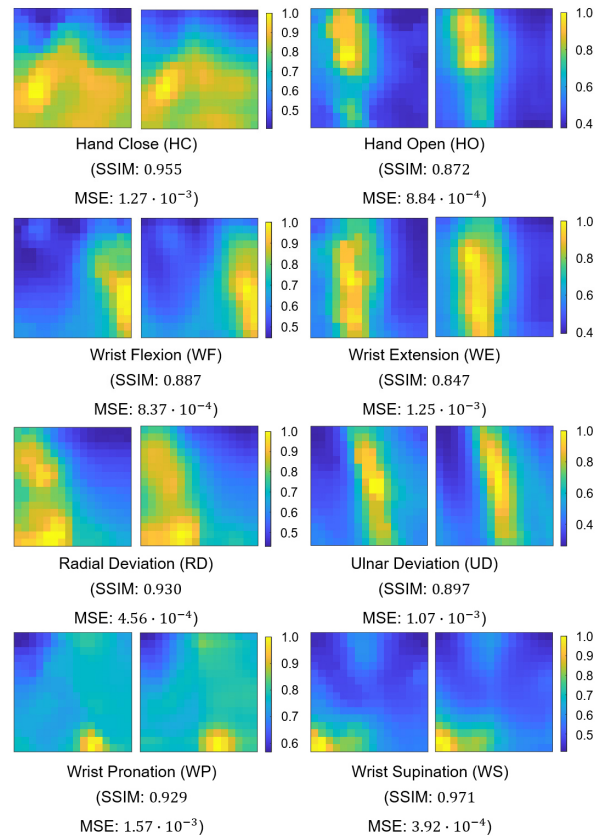 1.0
0.9
0.8
0.7
0.6
0.5
Hand Close (HC)
(SSIM: 0.955
MSE: 1.27 · 10⁻³)
1.0
0.8
0.6
0.4
Hand Open (HO)
(SSIM: 0.872
MSE: 8.84 · 10⁻⁴)
1.0
0.9
0.8
0.7
0.6
0.5
Wrist Flexion (WF)
(SSIM: 0.887
MSE: 8.37 · 10⁻⁴)
1.0
0.8
0.6
0.4
Wrist Extension (WE)
(SSIM: 0.847
MSE: 1.25 · 10⁻³)
1.0
0.9
0.8
0.7
0.6
0.5
Radial Deviation (RD)
(SSIM: 0.930
MSE: 4.56 · 10⁻⁴)
1.0
0.8
0.6
0.4
Ulnar Deviation (UD)
(SSIM: 0.897
MSE: 1.07 · 10⁻³)
1.0
0.9
0.8
0.7
0.6
Wrist Pronation (WP)
(SSIM: 0.929
MSE: 1.57 · 10⁻³)
1.0
0.9
0.8
0.7
0.6
0.5
Wrist Supination (WS)
(SSIM: 0.971
MSE: 3.92 · 10⁻⁴)